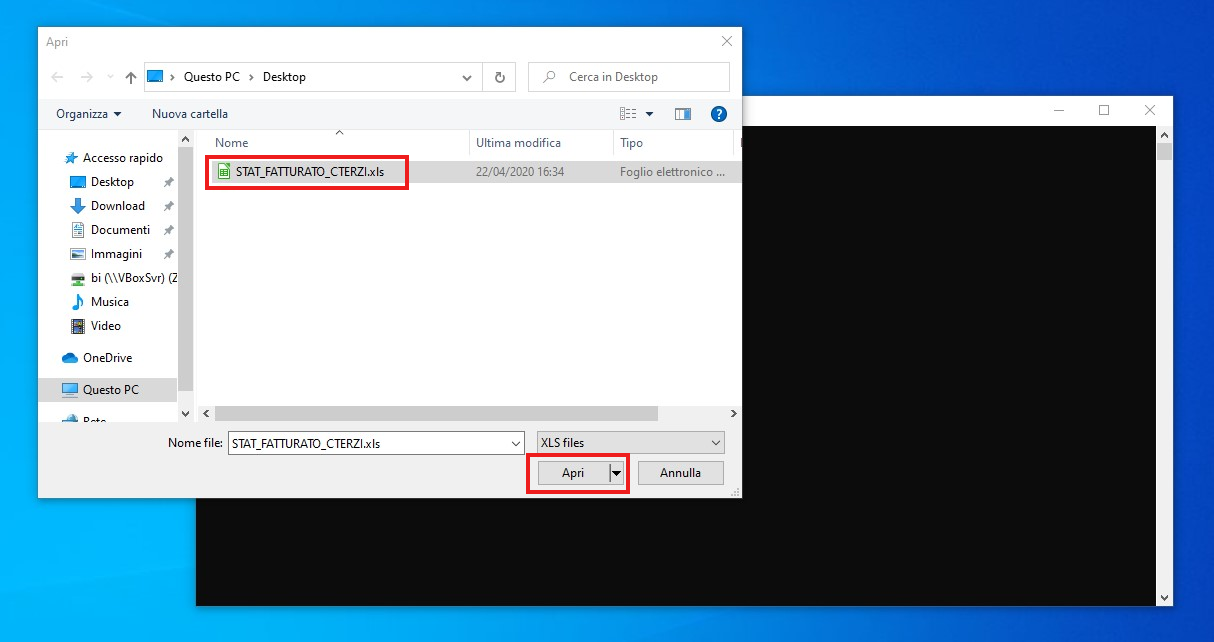 Apri
Questo PC
Desktop
Cerca in Desktop
Organizza
Nuova cartella
?
Nome
Ultima modifica
Tipo
Accesso rapido
STAT_FATTURATO_CTERZI.xls
22/04/2020 16:34
Foglio elettronico ...
Desktop
Download
Documenti
Immagini
bi (\\VBoxSvr) (Z
Musica
Video
OneDrive
Questo PC
Rete
Nome file:
STAT_FATTURATO_CTERZI.xls
XLS files
Apri
Annulla